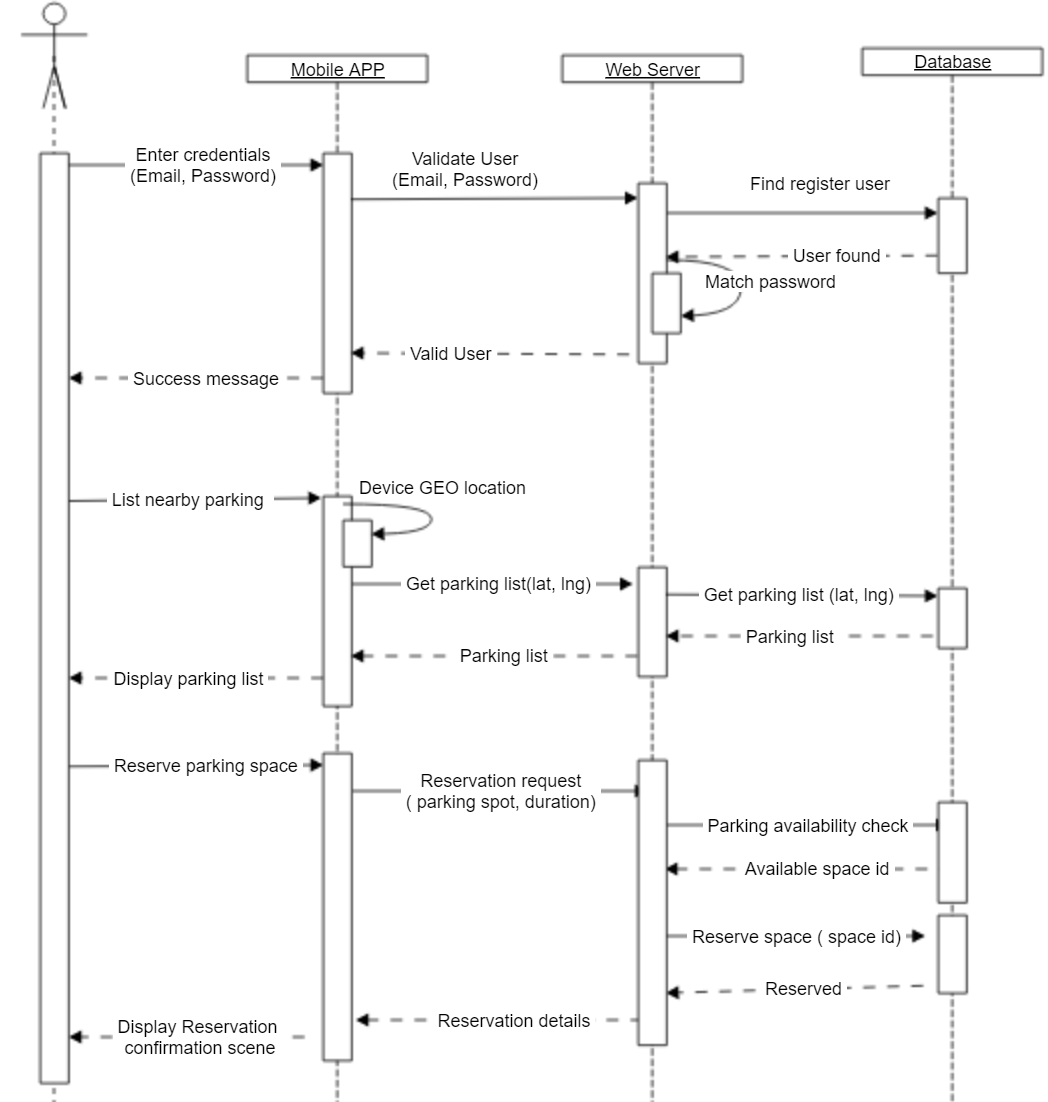 Mobile APP
Web Server
Database
Enter credentials
(Email, Password)
Validate User
(Email, Password)
Find register user
User found
Match password
Valid User
Success message
Device GEO location
List nearby parking
Get parking list(lat, lng)
Get parking list (lat, lng)
Parking list
Parking list
Display parking list
Reserve parking space
Reservation request
( parking spot, duration)
Parking availability check
Available space id
Reserve space ( space id)
Reserved
Reservation details
Display Reservation
confirmation scene